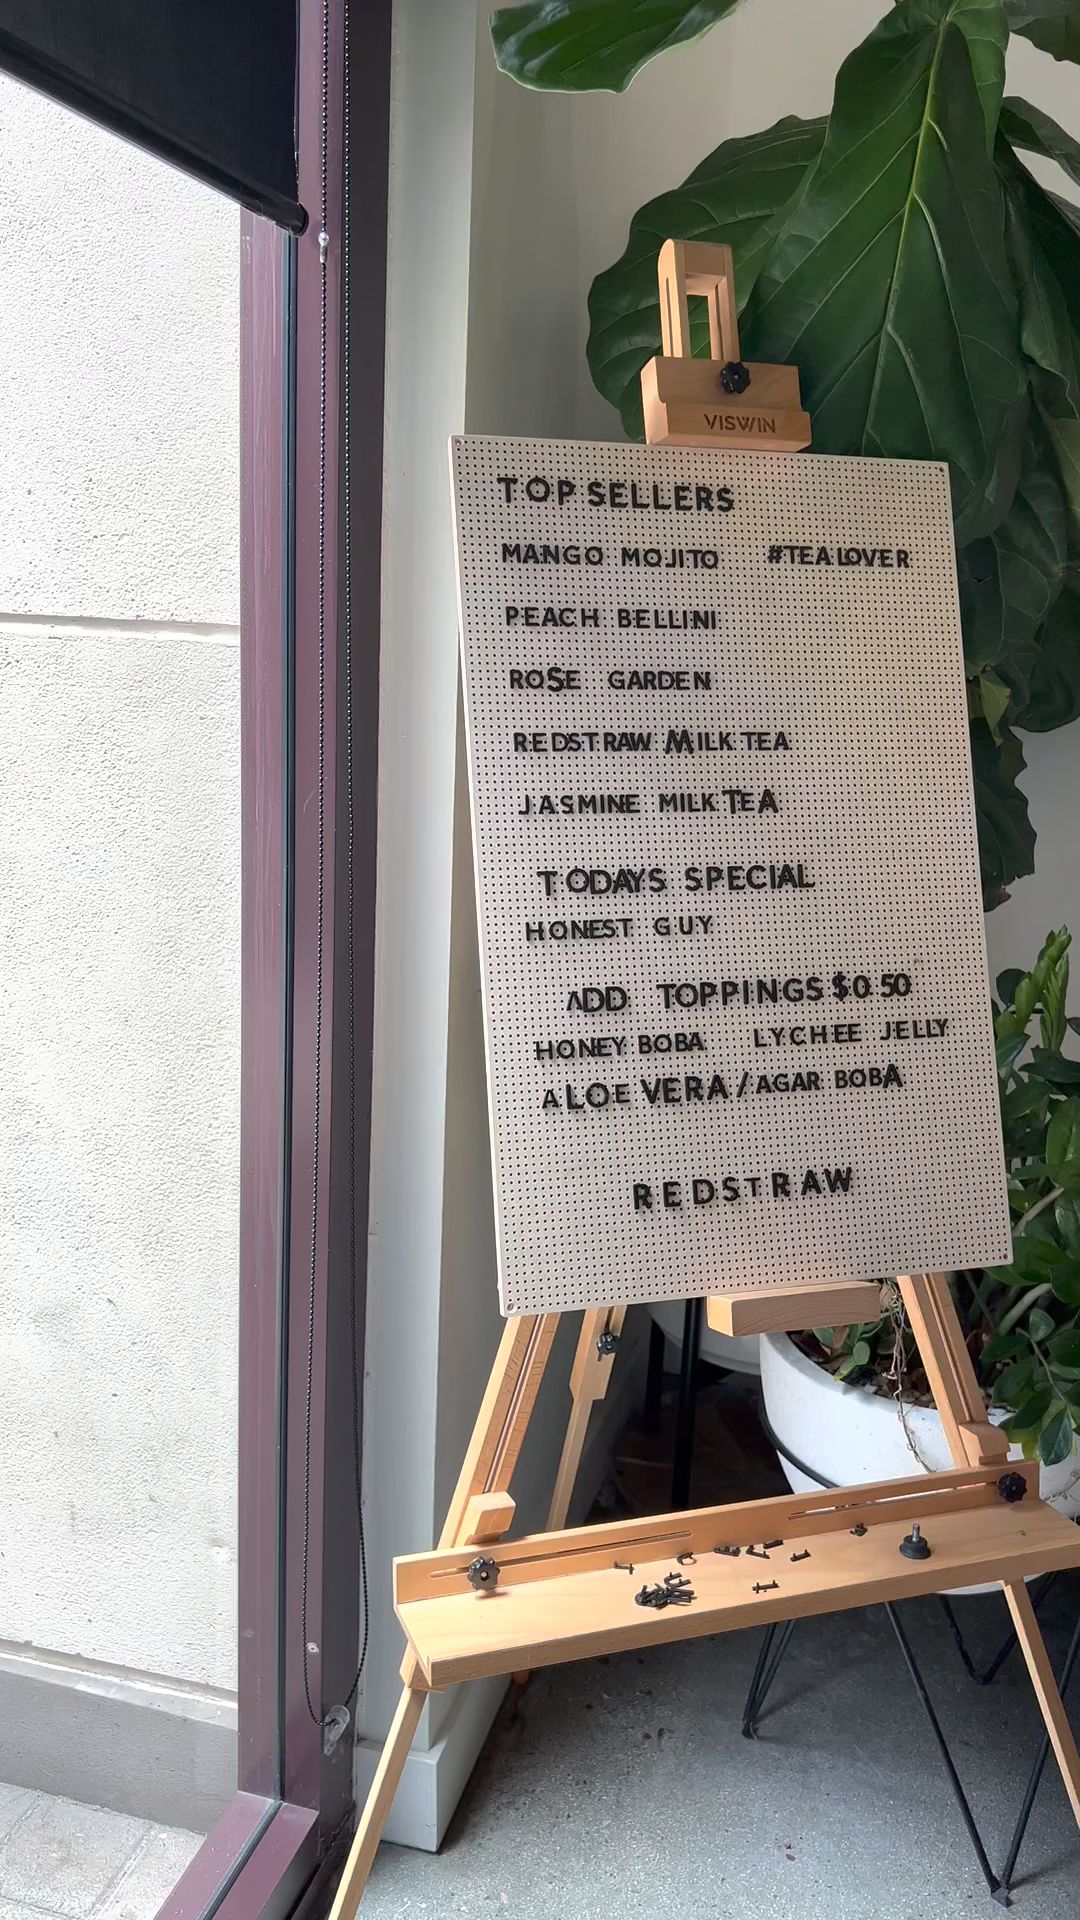 VISWIN
TOP SELLERS
MANGO MOJITO #TEALOVER
PEACH BELLINI
ROSE GARDEN
REDSTRAW MILK TEA
JASMINE MILK TEA
TODAYS SPECIAL
HONEST GUY
ADD TOPPINGS $0.50
HONEY BOBA LYCHEE JELLY
ALOE VERA / AGAR BOBA
REDSTRAW